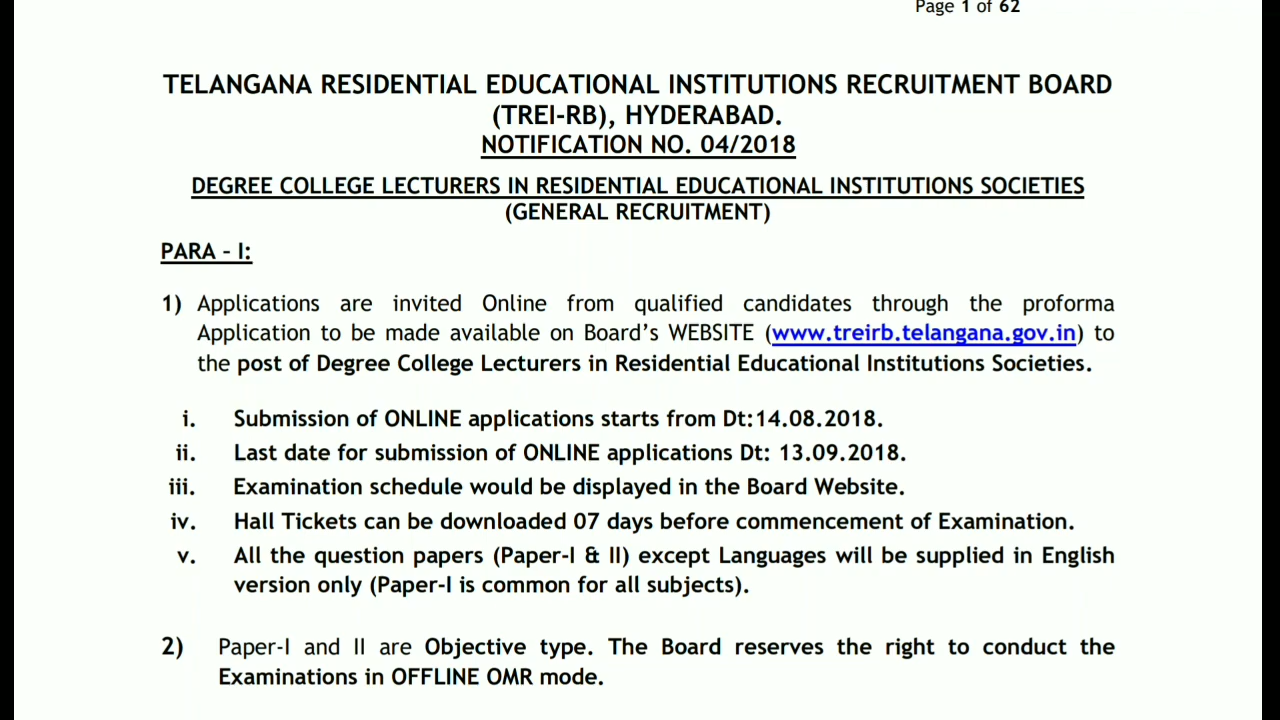 Page 1 of 62
TELANGANA RESIDENTIAL EDUCATIONAL INSTITUTIONS RECRUITMENT BOARD
(TREI-RB), HYDERABAD.
NOTIFICATION NO. 04/2018
DEGREE COLLEGE LECTURERS IN RESIDENTIAL EDUCATIONAL INSTITUTIONS SOCIETIES
(GENERAL RECRUITMENT)
PARA - I:
1) Applications are invited Online from qualified candidates through the proforma
Application to be made available on Board's WEBSITE (www.treirb.telangana.gov.in) to
the post of Degree College Lecturers in Residential Educational Institutions Societies.
i. Submission of ONLINE applications starts from Dt:14.08.2018.
ii. Last date for submission of ONLINE applications Dt: 13.09.2018.
iii. Examination schedule would be displayed in the Board Website.
iv. Hall Tickets can be downloaded 07 days before commencement of Examination.
v. All the question papers (Paper-I & II) except Languages will be supplied in English
version only (Paper-I is common for all subjects).
2) Paper-I and II are Objective type. The Board reserves the right to conduct the
Examinations in OFFLINE OMR mode.